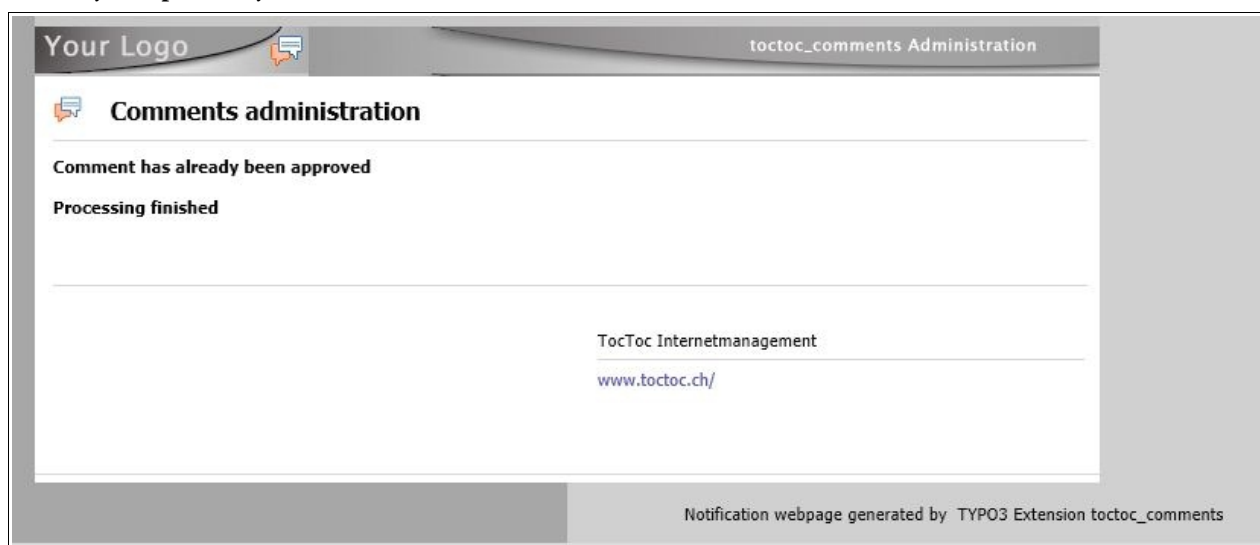 Your Logo
toctoc_comments Administration
Comments administration
Comment has already been approved
Processing finished
TocToc Internetmanagement
www.toctoc.ch/
Notification webpage generated by TYPO3 Extension toctoc_comments